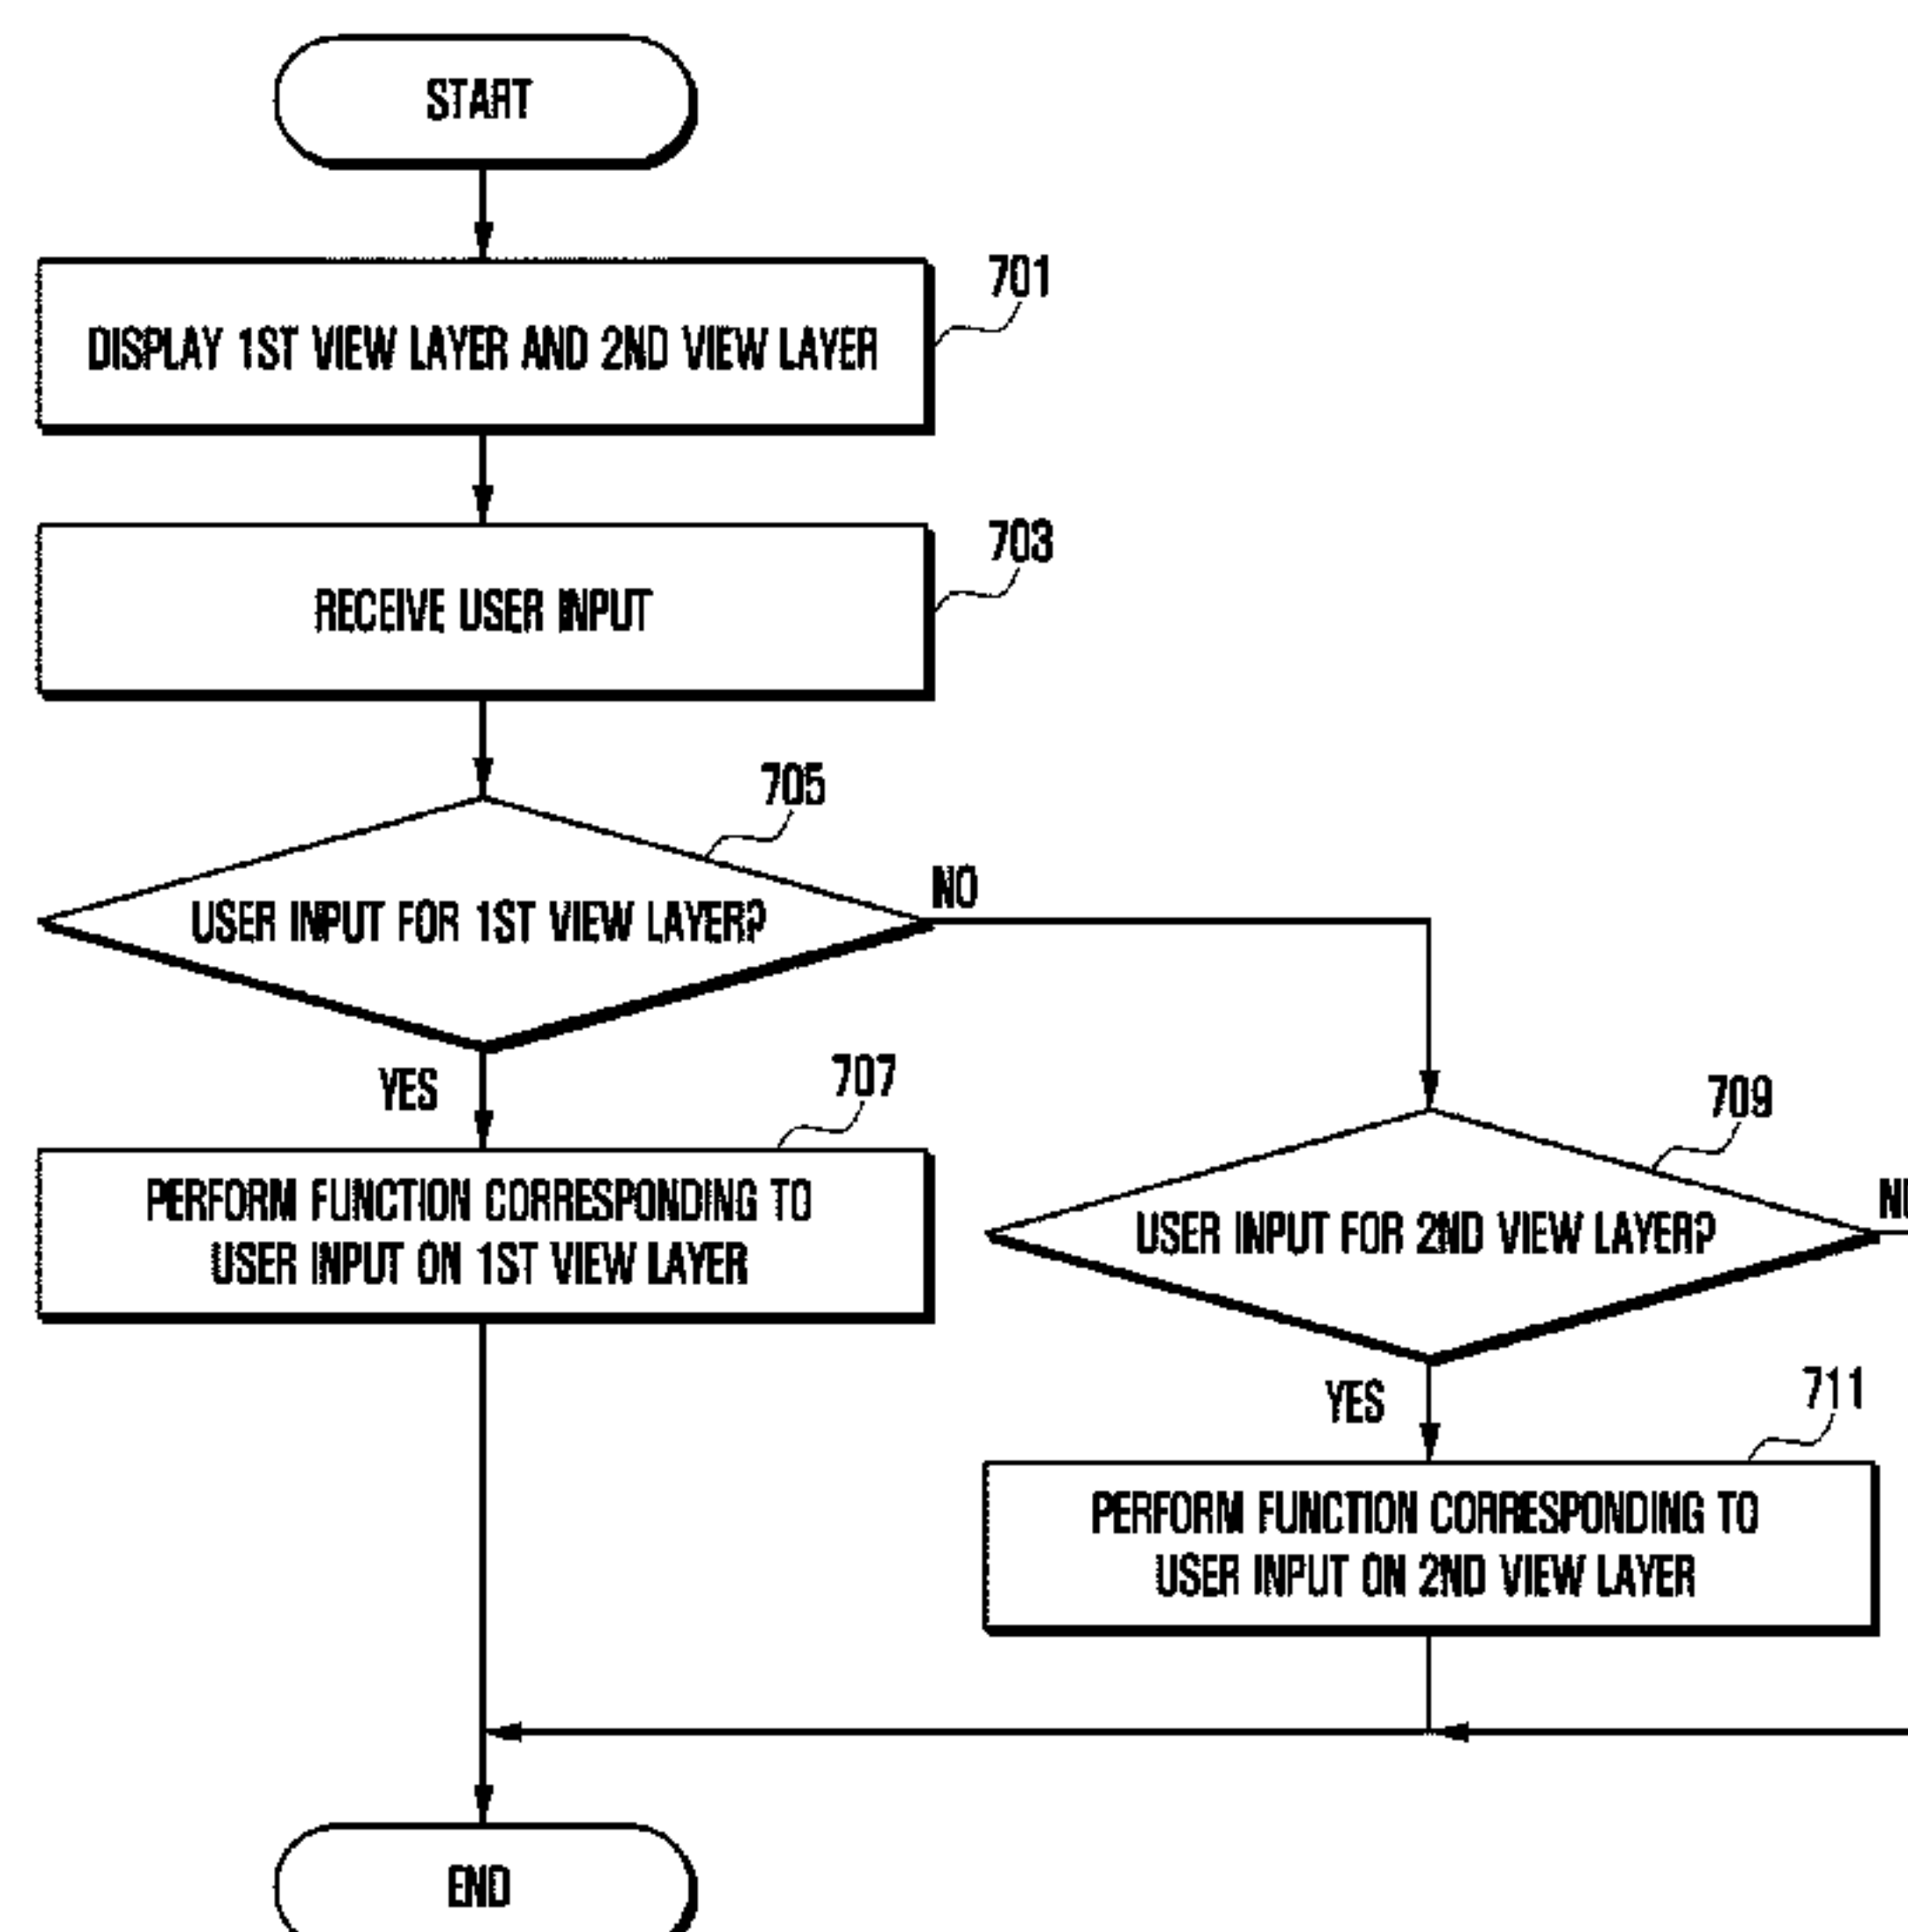 START
701
DISPLAY 1ST VIEW LAYER AND 2ND VIEW LAYER
703
RECEIVE USER INPUT
705
USER INPUT FOR 1ST VIEW LAYER?
NO
YES
707
PERFORM FUNCTION CORRESPONDING TO
USER INPUT ON 1ST VIEW LAYER
709
USER INPUT FOR 2ND VIEW LAYER?
YES
711
PERFORM FUNCTION CORRESPONDING TO
USER INPUT ON 2ND VIEW LAYER
END